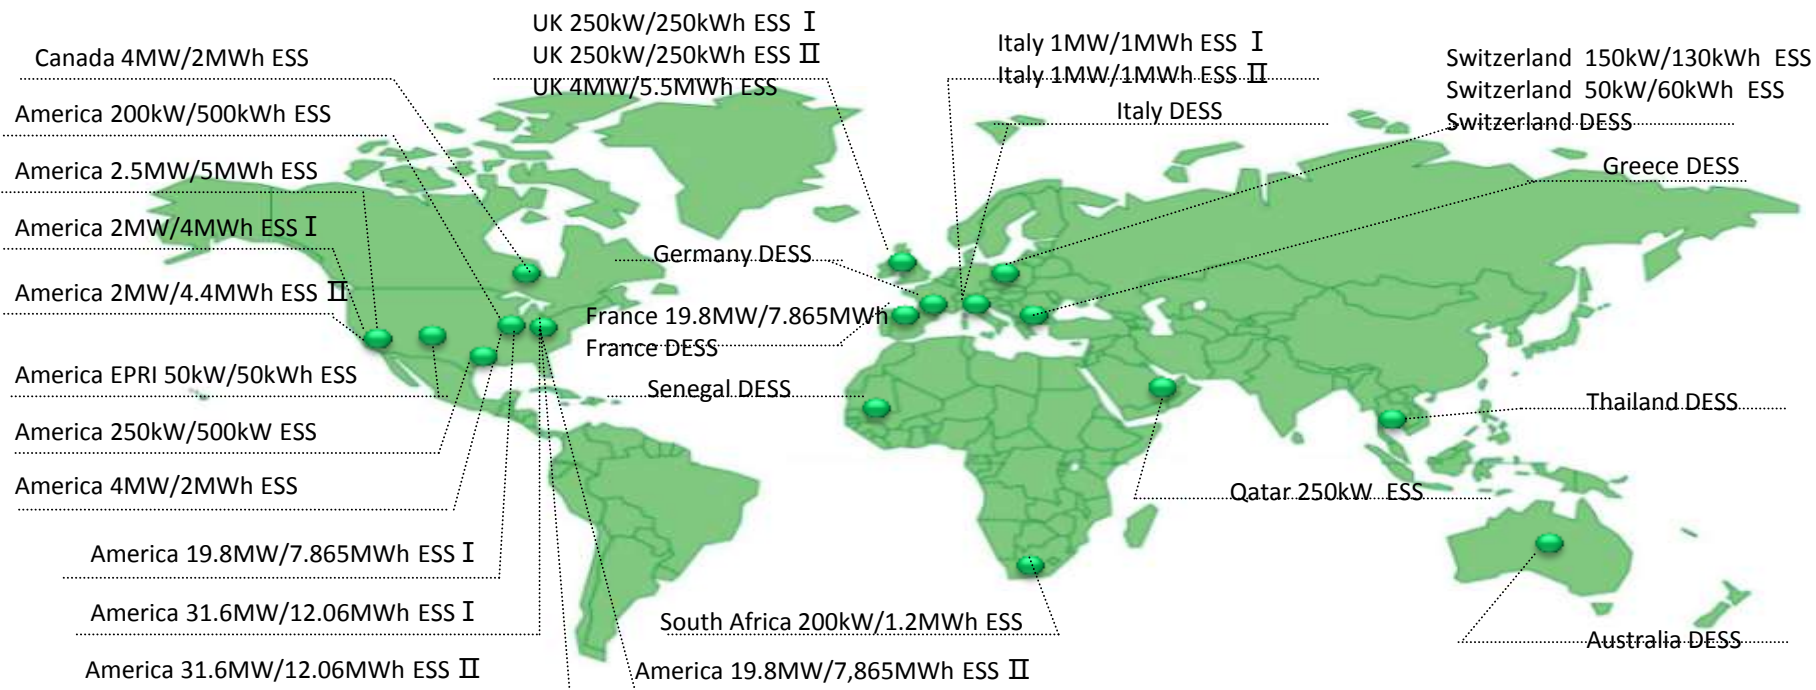 UK 250kW/250kWh ESS Ⅰ
UK 250kW/250kWh ESS Ⅱ
UK 4MW/5.5MWh ESS
Italy 1MW/1MWh ESS Ⅰ
Italy 1MW/1MWh ESS Ⅱ
Italy DESS
Switzerland 150kW/130kWh ESS
Switzerland 50kW/60kWh ESS
Switzerland DESS
Greece DESS
Canada 4MW/2MWh ESS
America 200kW/500kWh ESS
America 2.5MW/5MWh ESS
America 2MW/4MWh ESS Ⅰ
America 2MW/4.4MWh ESS Ⅱ
Germany DESS
France 19.8MW/7.865MWh
France DESS
America EPRI 50kW/50kWh ESS
Senegal DESS
Thailand DESS
America 250kW/500kW ESS
America 4MW/2MWh ESS
Qatar 250kW ESS
America 19.8MW/7.865MWh ESS Ⅰ
America 31.6MW/12.06MWh ESS Ⅰ
South Africa 200kW/1.2MWh ESS
Australia DESS
America 31.6MW/12.06MWh ESS Ⅱ
America 19.8MW/7,865MWh ESS Ⅱ